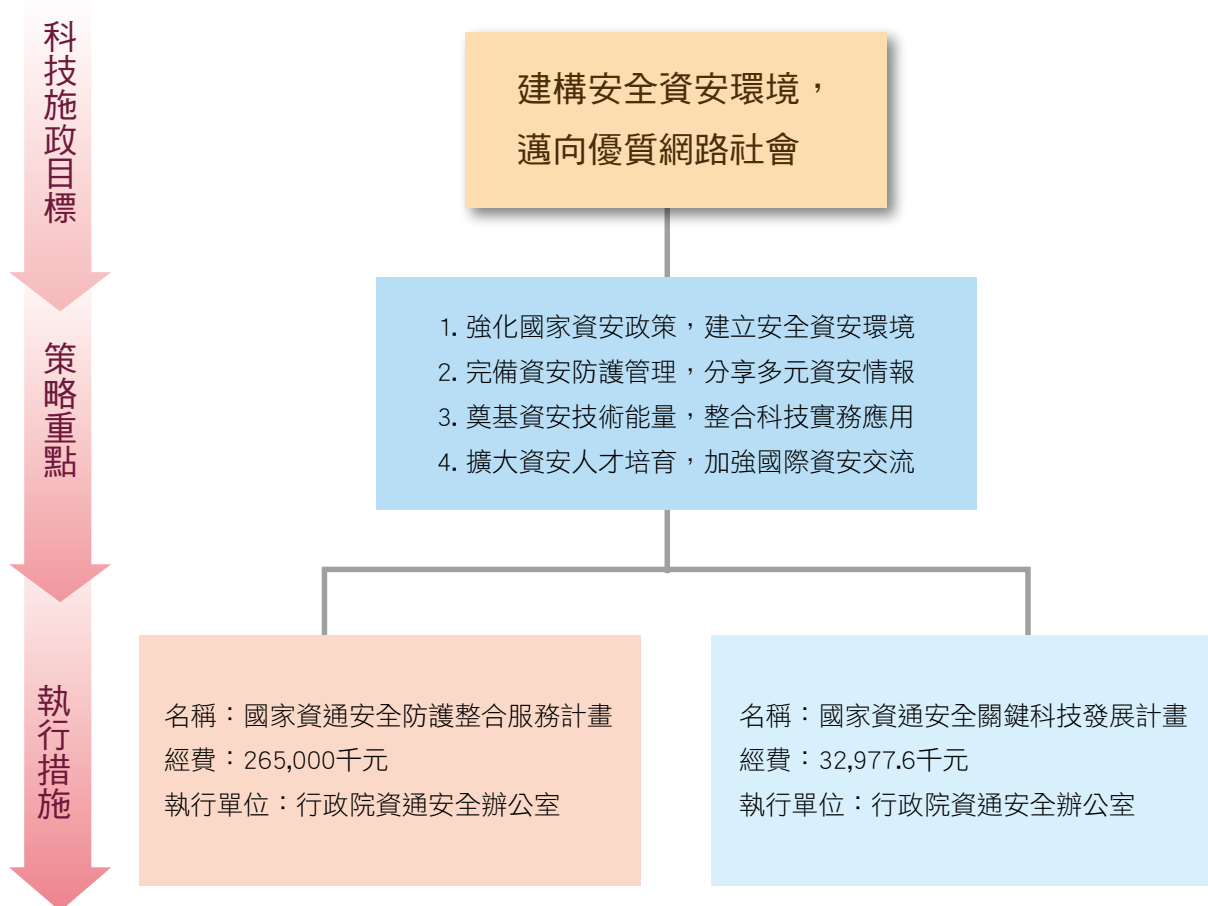 科技施政目標
建構安全資安環境，
邁向優質網路社會
策略重點
1. 強化國家資安政策，建立安全資安環境
2. 完備資安防護管理，分享多元資安情報
3. 奠基資安技術能量，整合科技實務應用
4. 擴大資安人才培育，加強國際資安交流
執行措施
名稱：國家資通安全防護整合服務計畫
經費：265,000千元
執行單位：行政院資通安全辦公室
名稱：國家資通安全關鍵科技發展計畫
經費：32,977.6千元
執行單位：行政院資通安全辦公室